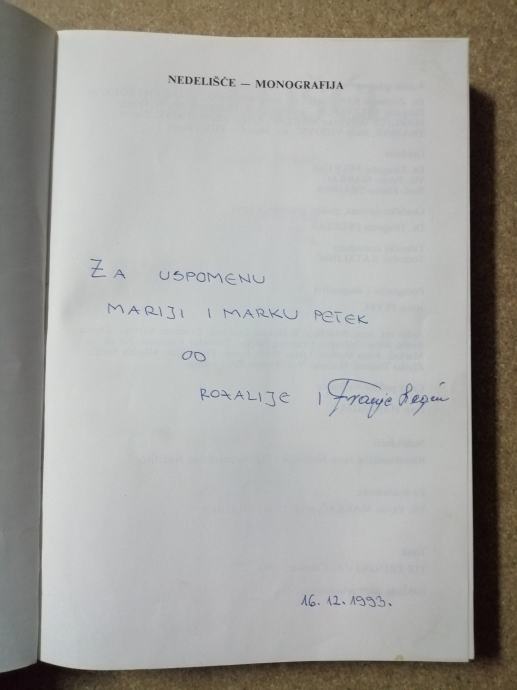 NEDELIŠĆE — MONOGRAFIJA
ZA USPOMENU
MARIJI I MARKU PETEK
OD
ROZALIJE I Franje
16.12.1993.